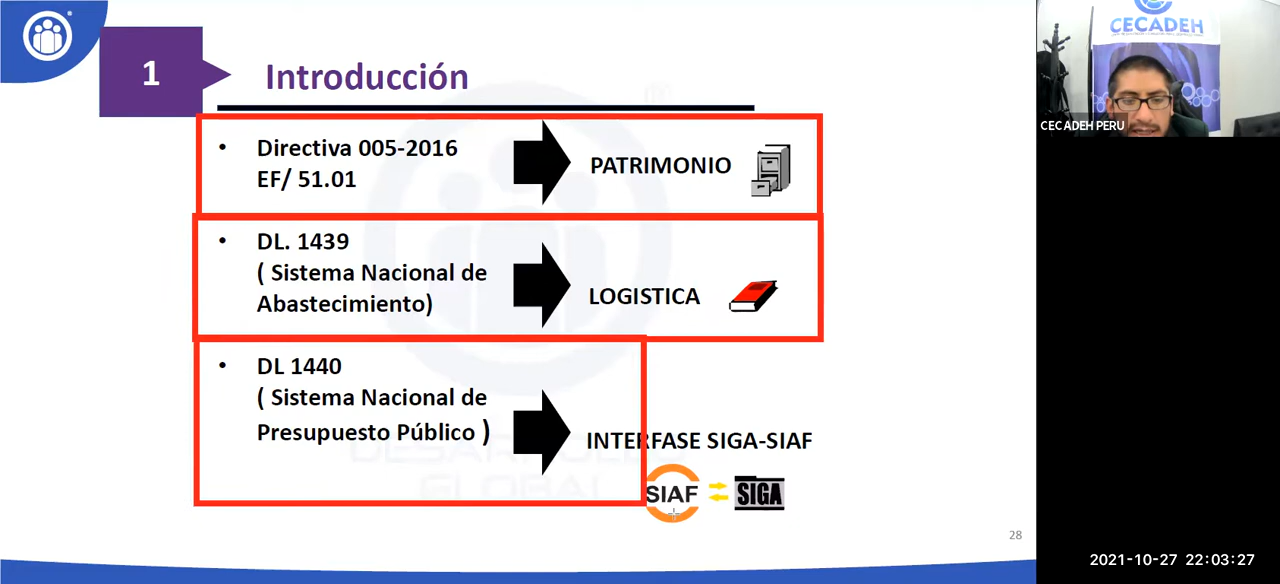 1
Introducción
• Directiva 005-2016
EF/ 51.01
PATRIMONIO
• DL. 1439
( Sistema Nacional de
Abastecimiento)
LOGISTICA
• DL 1440
( Sistema Nacional de
Presupuesto Público )
INTERFASE SIGA-SIAF
SIAF
SIGA
DESARROLLO
GLOBAL
28
CECADEH
CECADEH PERU
2021-10-27 22:03:27